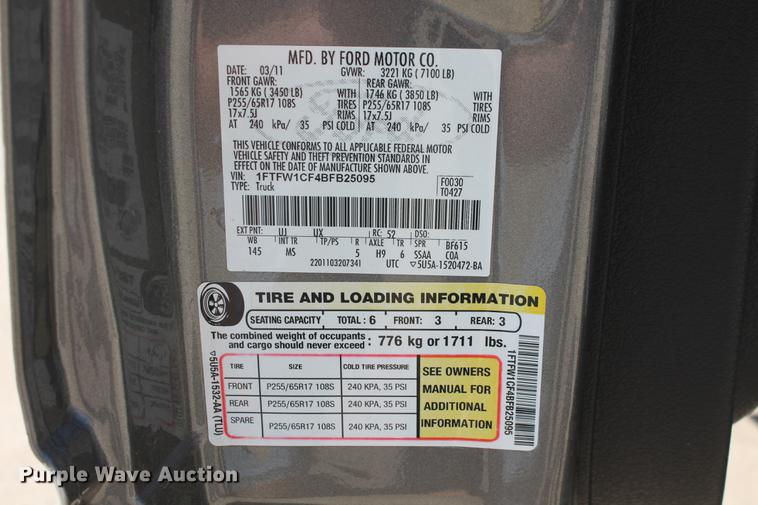 MFD. BY FORD MOTOR CO.
DATE: 03/11 GVWR: 3221 KG (7100 LB)
FRONT GAWR: REAR GAWR:
1565 KG (3450 LB) WITH 1746 KG (3850 LB) WITH
P255/65R17 108S TIRES P255/65R17 108S TIRES
17x7.5J RIMS 17x7.5J RIMS
AT 240 kPa/ 35 PSI COLD AT 240 kPa/ 35 PSI COLD
THIS VEHICLE CONFORMS TO ALL APPLICABLE FEDERAL MOTOR
VEHICLE SAFETY AND THEFT PREVENTION STANDARDS IN
EFFECT ON THE DATE OF MANUFACTURE SHOWN ABOVE.
VIN: 1FTFW1CF4BFB25095 F0030
TYPE: Truck T0427
EXT PNT: UJ UX RC: 52 DSO:
WB INT TR TP/PS R AXLE TR SPR BF615
145 MS 5 H9 6 SSAA COA
2201103207341 UTC ▽5U5A-1520472-BA
TIRE AND LOADING INFORMATION
SEATING CAPACITY TOTAL: 6 FRONT: 3 REAR: 3
The combined weight of occupants
and cargo should never exceed : 776 kg or 1711 lbs.
TIRE SIZE COLD TIRE PRESSURE
FRONT P255/65R17 108S 240 KPA, 35 PSI
REAR P255/65R17 108S 240 KPA, 35 PSI
SPARE P255/65R17 108S 240 KPA, 35 PSI
SEE OWNERS
MANUAL FOR
ADDITIONAL
INFORMATION
▽5U5A-1532-AA (TLU)
1FTFW1CF4BFB25095
Purple Wave Auction